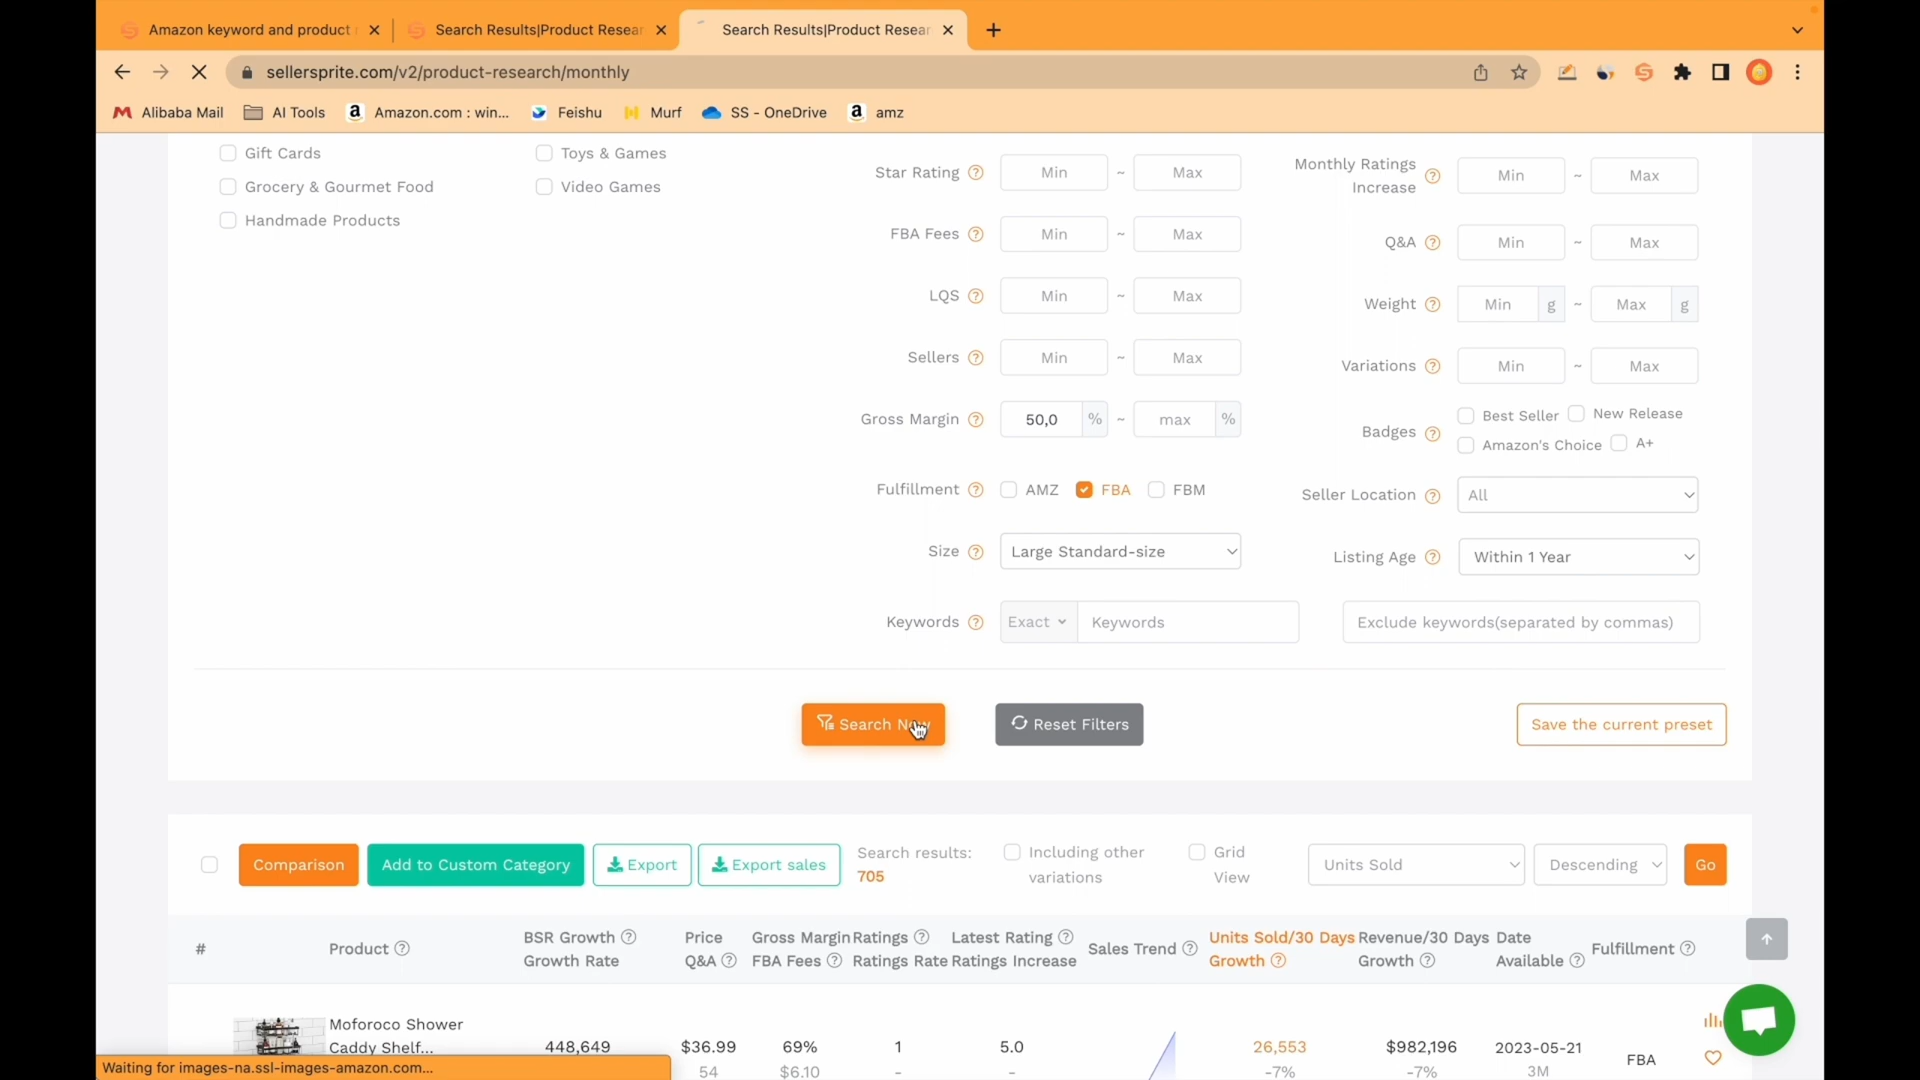 Amazon keyword and product
Search Results|Product Resear
Search Results|Product Resear
sellersprite.com/v2/product-research/monthly
Alibaba Mail
AI Tools
Amazon.com : win...
Feishu
Murf
SS - OneDrive
amz
Gift Cards
Toys & Games
Grocery & Gourmet Food
Video Games
Handmade Products
Star Rating ? Min ~ Max
Monthly Ratings
Increase ? Min ~ Max
FBA Fees ? Min ~ Max
Q&A ? Min ~ Max
LQS ? Min ~ Max
Weight ? Min g ~ Max g
Sellers ? Min ~ Max
Variations ? Min ~ Max
Gross Margin ? 50,0 % ~ max %
Badges ? Best Seller New Release
Amazon's Choice A+
Fulfillment ? AMZ FBA FBM
Seller Location ? All
Size ? Large Standard-size
Listing Age ? Within 1 Year
Keywords ? Exact Keywords
Exclude keywords(separated by commas)
Search
Reset Filters
Save the current preset
Comparison
Add to Custom Category
Export
Export sales
Search results:
705
Including other
variations
Grid
View
Units Sold
Descending
Go
#
Product ?
BSR Growth ?
Growth Rate
Price
Q&A ?
Gross Margin
FBA Fees ?
Ratings ?
Ratings Rate
Latest Rating ?
Ratings Increase
Sales Trend ?
Units Sold/30 Days
Growth ?
Revenue/30 Days
Growth ?
Date
Available ?
Fulfillment ?
Moforoco Shower
Caddy Shelf...
448,649
$36.99
54
69%
$6.10
1
-
5.0
-
26,553
-7%
$982,196
-7%
2023-05-21
3M
FBA
Waiting for images-na.ssl-images-amazon.com...